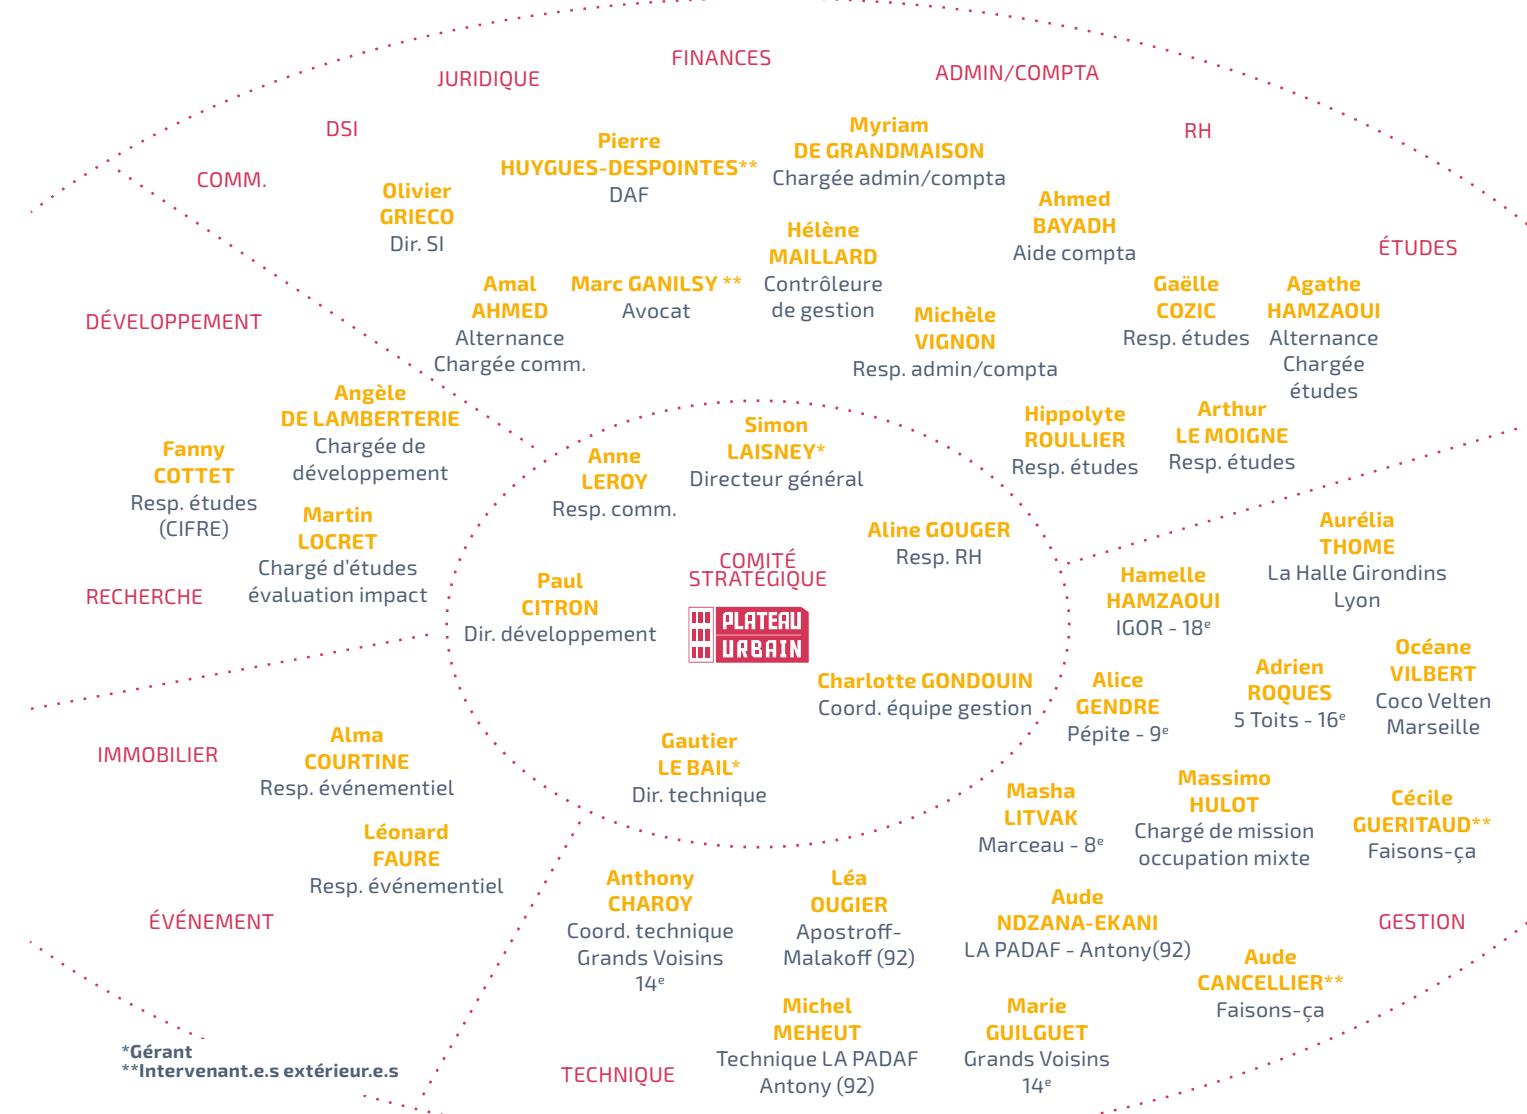 FINANCES
JURIDIQUE
ADMIN/COMPTA
DSI
RH
COMM.
ÉTUDES
DÉVELOPPEMENT
RECHERCHE
IMMOBILIER
ÉVÉNEMENT
TECHNIQUE
GESTION
Olivier
GRIECO
Dir. SI
Pierre
HUYGUES-DESPOINTES**
DAF
Myriam
DE GRANDMAISON
Chargée admin/compta
Ahmed
BAYADH
Aide compta
Hélène
MAILLARD
Contrôleure
de gestion
Amal
AHMED
Alternance
Chargée comm.
Marc GANILSY **
Avocat
Michèle
VIGNON
Resp. admin/compta
Gaëlle
COZIC
Resp. études
Agathe
HAMZAOUI
Alternance
Chargée
études
Hippolyte
ROULLIER
Resp. études
Arthur
LE MOIGNE
Resp. études
Angèle
DE LAMBERTERIE
Chargée de
développement
Fanny
COTTET
Resp. études
(CIFRE)
Martin
LOCRET
Chargé d'études
évaluation impact
Simon
LAISNEY*
Directeur général
Anne
LEROY
Resp. comm.
Aline GOUGER
Resp. RH
COMITÉ
STRATÉGIQUE
PLATEAU
URBAIN
Paul
CITRON
Dir. développement
Charlotte GONDOUIN
Coord. équipe gestion
Gautier
LE BAIL*
Dir. technique
Aurélia
THOME
La Halle Girondins
Lyon
Hamelle
HAMZAOUI
IGOR - 18ᵉ
Océane
VILBERT
Coco Velten
Marseille
Adrien
ROQUES
5 Toits - 16ᵉ
Alice
GENDRE
Pépite - 9ᵉ
Masha
LITVAK
Marceau - 8ᵉ
Massimo
HULOT
Chargé de mission
occupation mixte
Cécile
GUERITAUD**
Faisons-ça
Alma
COURTINE
Resp. événementiel
Léonard
FAURE
Resp. événementiel
Anthony
CHAROY
Coord. technique
Grands Voisins
14ᵉ
Léa
OUGIER
Apostroff-
Malakoff (92)
Aude
NDZANA-EKANI
LA PADAF - Antony(92)
Aude
CANCELLIER**
Faisons-ça
Michel
MEHEUT
Technique LA PADAF
Antony (92)
Marie
GUILGUET
Grands Voisins
14ᵉ
*Gérant
**Intervenant.e.s extérieur.e.s